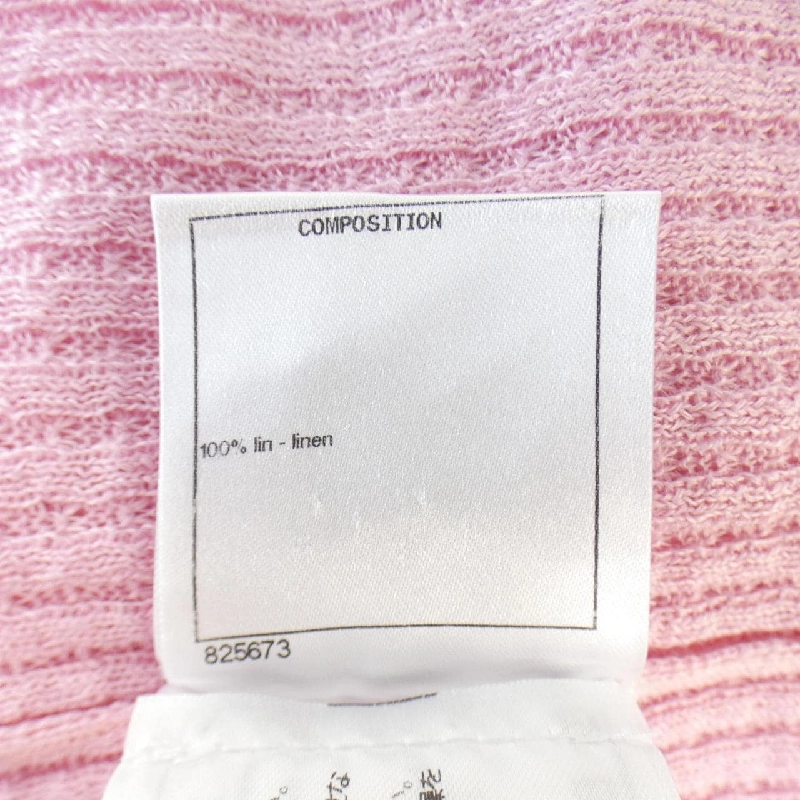 COMPOSITION
100% lin - linen
825673